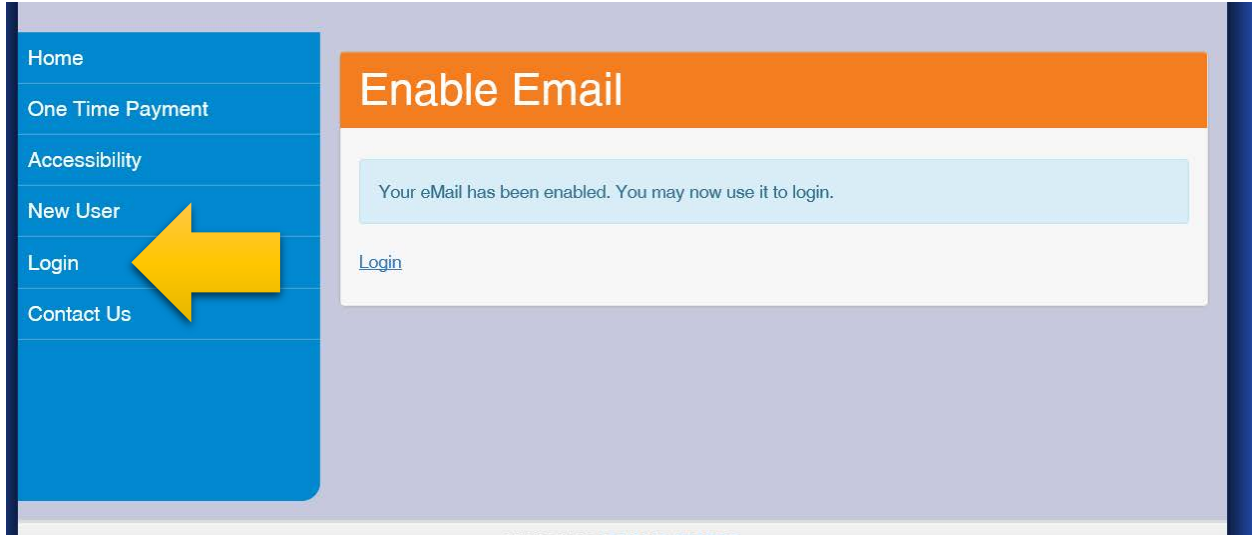 Home
One Time Payment
Accessibility
New User
Login
Contact Us
Enable Email
Your eMail has been enabled. You may now use it to login.
Login